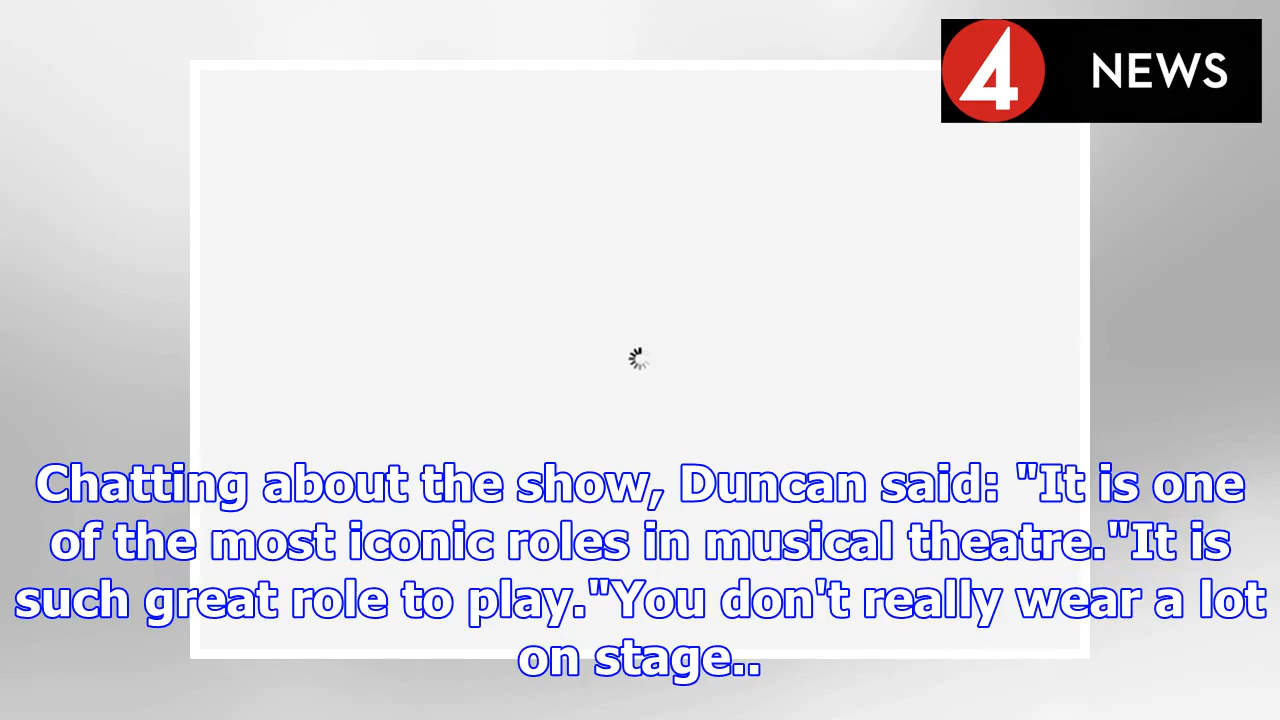 4 NEWS
Chatting about the show, Duncan said: "It is one
of the most iconic roles in musical theatre."It is
such great role to play."You don't really wear a lot
on stage..